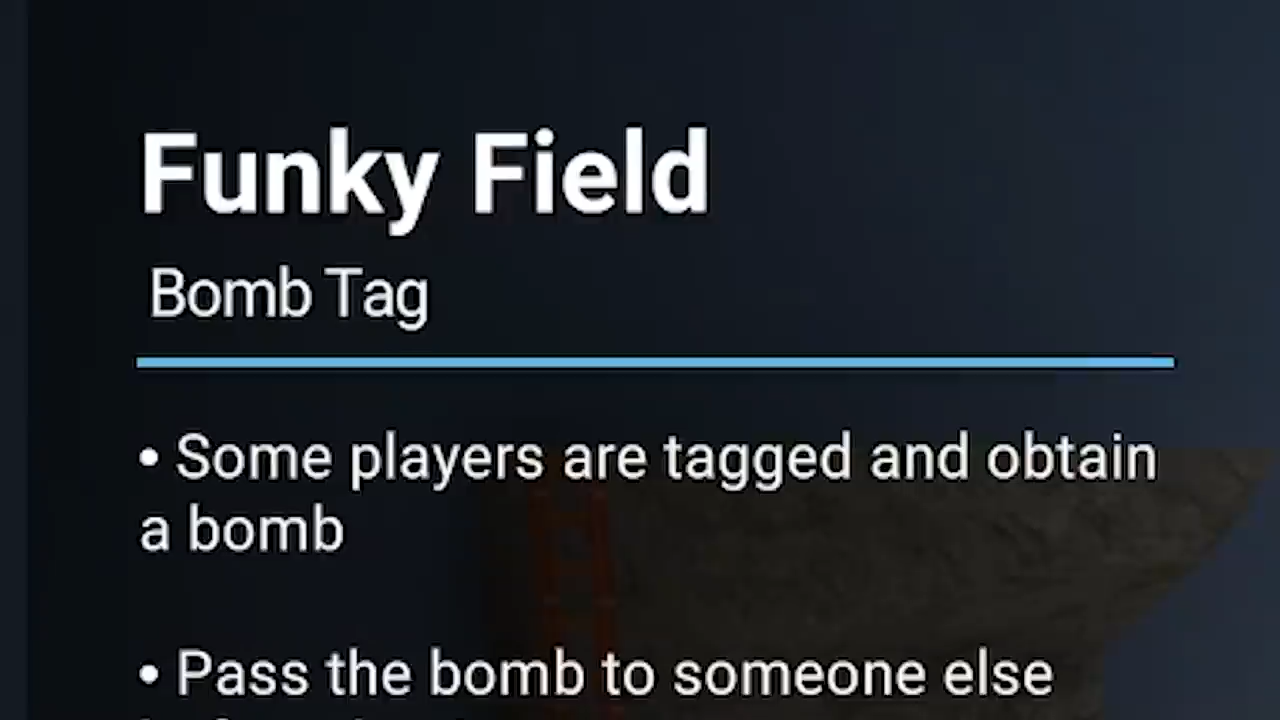 Funky Field
Bomb Tag
• Some players are tagged and obtain
a bomb
• Pass the bomb to someone else